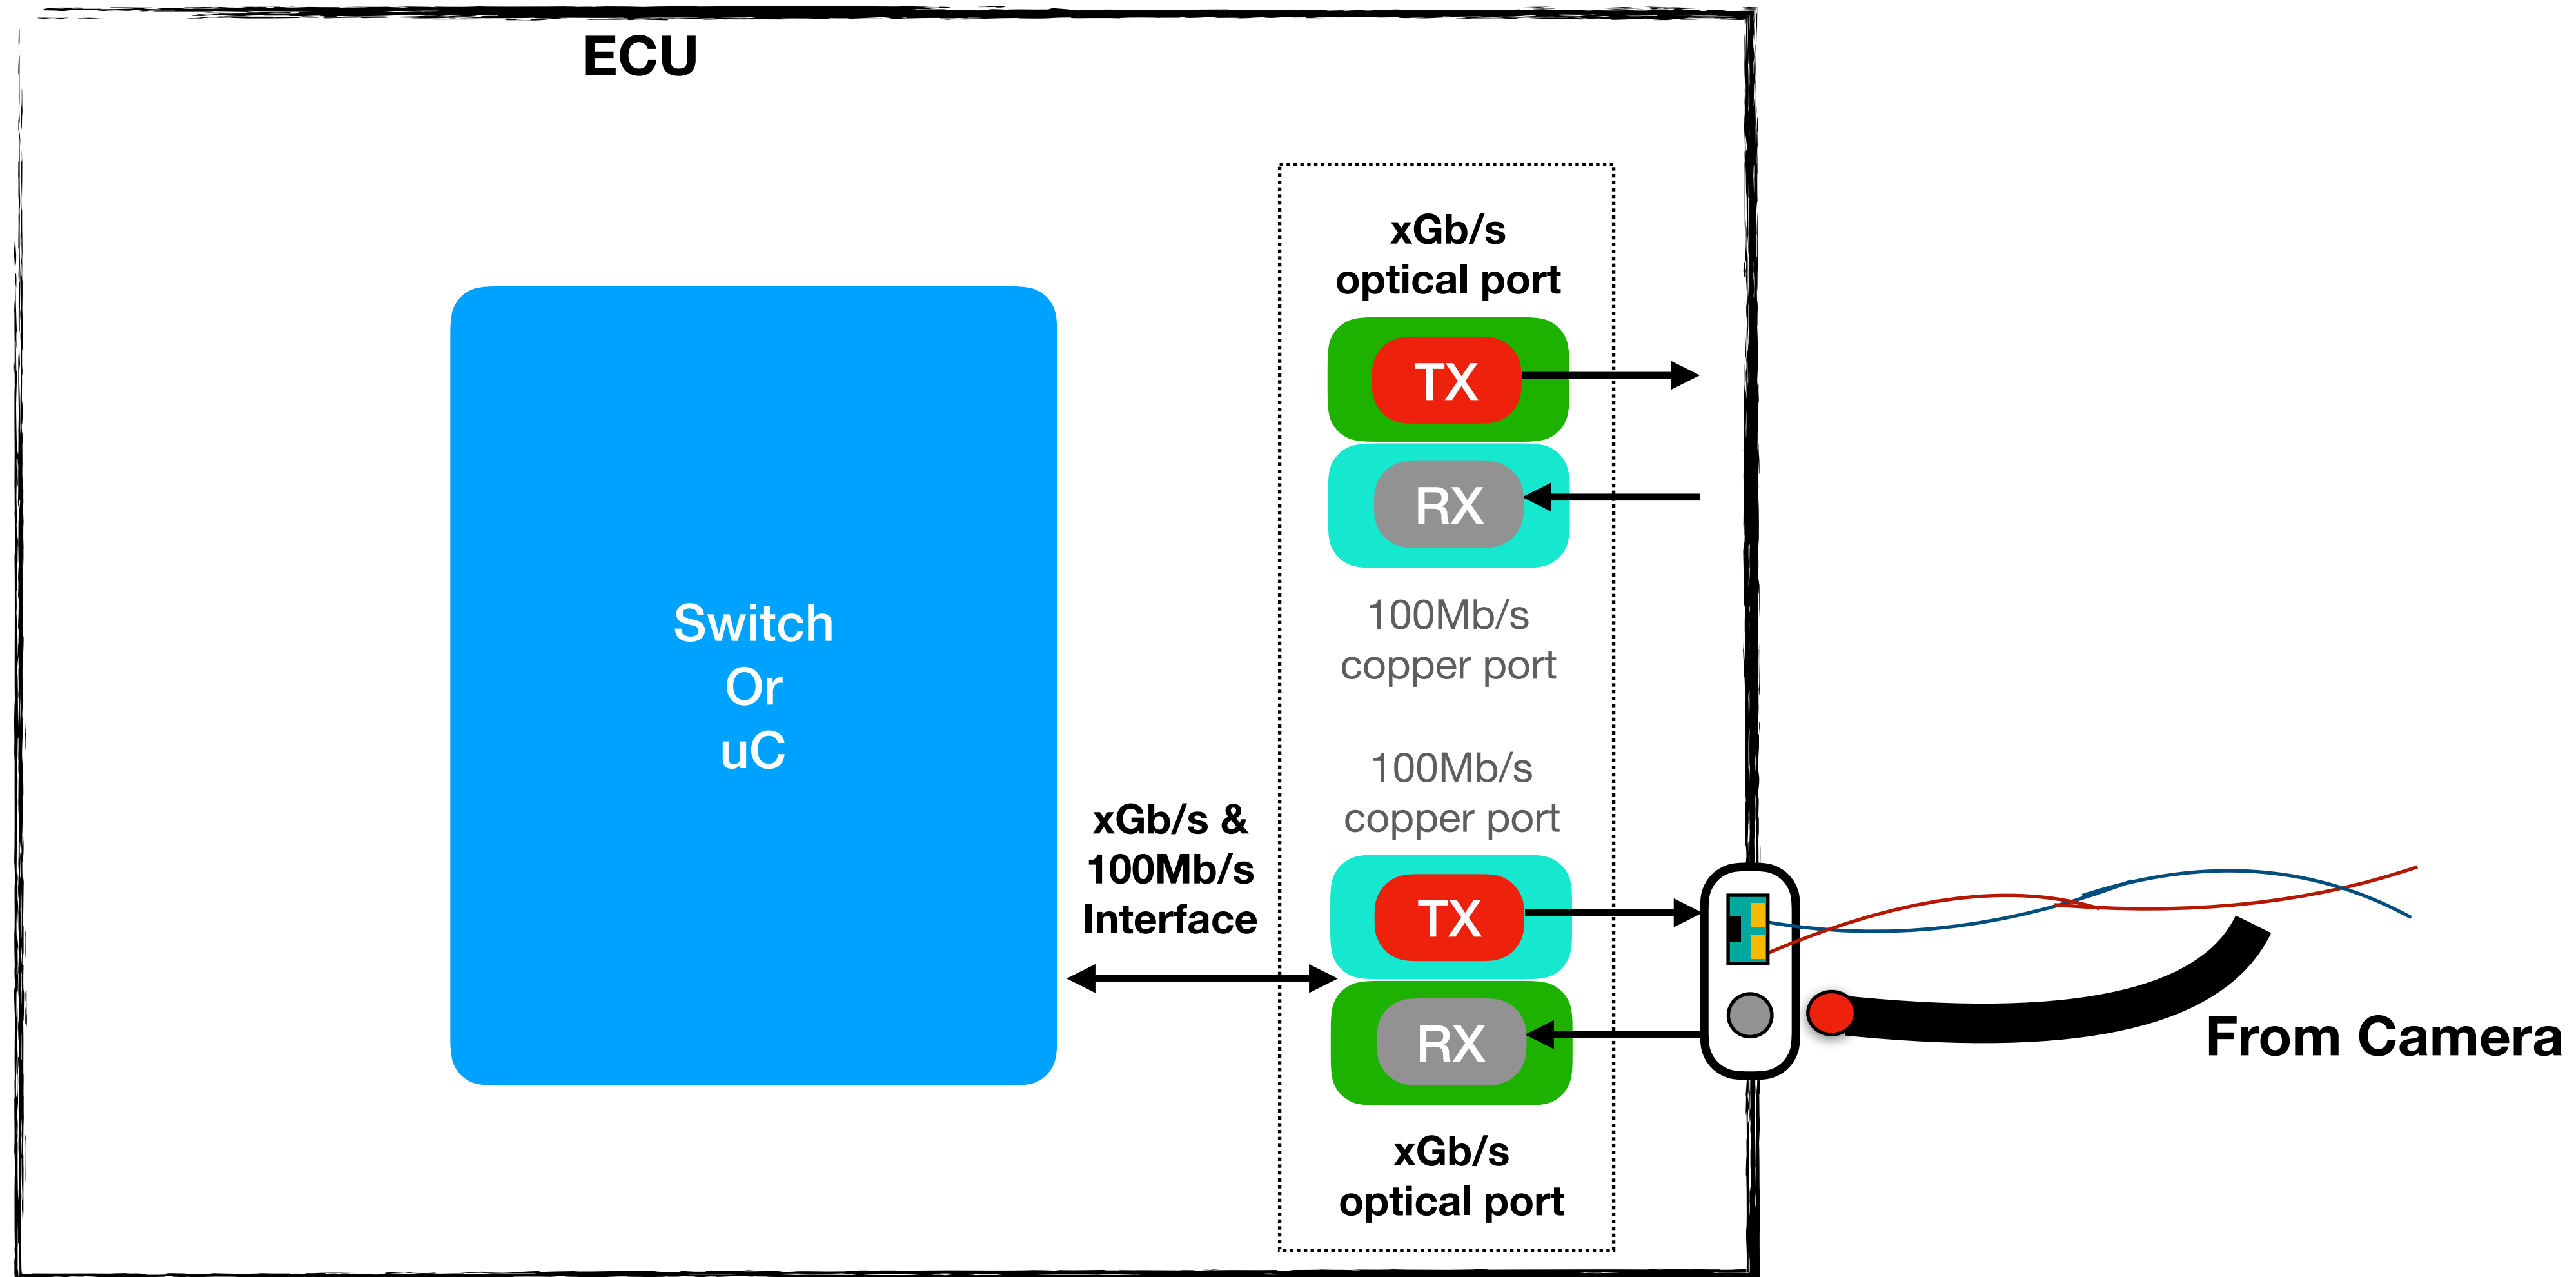 ECU
xGb/s
optical port
TX
RX
100Mb/s
copper port
Switch
Or
uC
100Mb/s
copper port
xGb/s &
100Mb/s
Interface
TX
RX
From Camera
xGb/s
optical port